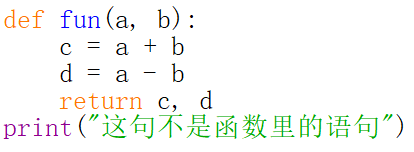 def fun(a, b):
    c = a + b
    d = a - b
    return c, d
print("这句不是函数里的语句")